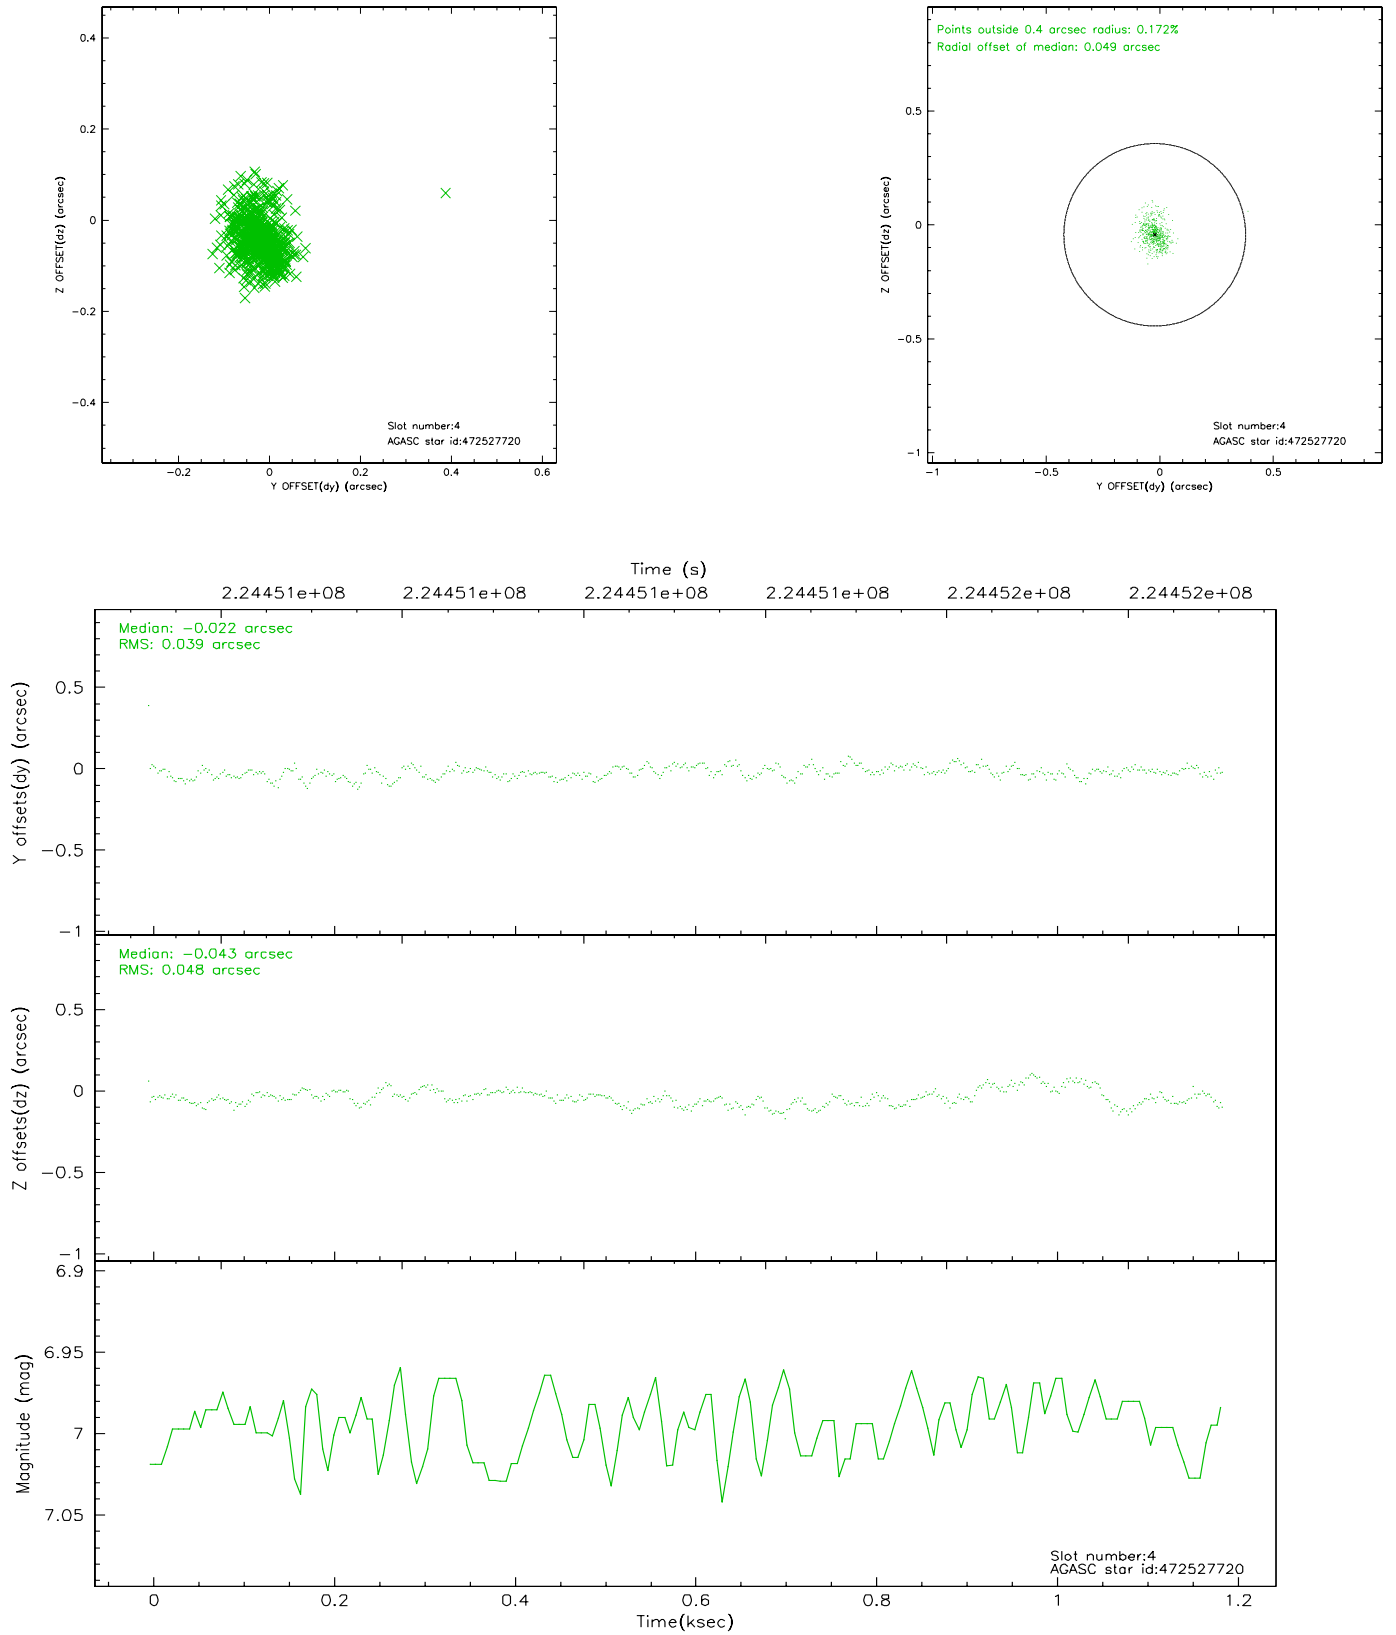 0.4
0.2
0
−0.2
−0.4
Z OFFSET(dz) (arcsec)
Slot number:4
AGASC star id:472527720
−0.2 0 0.2 0.4 0.6
Y OFFSET(dy) (arcsec)
Points outside 0.4 arcsec radius: 0.172%
Radial offset of median: 0.049 arcsec
0.5
0
−0.5
−1
Z OFFSET(dz) (arcsec)
Slot number:4
AGASC star id:472527720
−1 −0.5 0 0.5
Y OFFSET(dy) (arcsec)
Time (s)
2.24451e+08 2.24451e+08 2.24451e+08 2.24451e+08 2.24452e+08 2.24452e+08
Median: −0.022 arcsec
RMS: 0.039 arcsec
0.5
0
−0.5
−1
Y offsets(dy) (arcsec)
Median: −0.043 arcsec
RMS: 0.048 arcsec
0.5
0
−0.5
−1
Z offsets(dz) (arcsec)
6.9
6.95
7
7.05
Magnitude (mag)
Slot number:4
AGASC star id:472527720
0 0.2 0.4 0.6 0.8 1 1.2
Time(ksec)